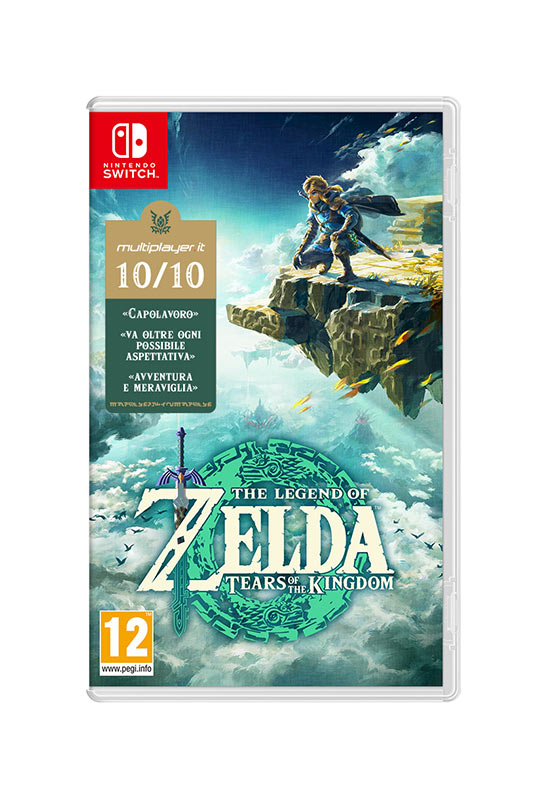 NINTENDO
SWITCH™
multiplayer it
10/10
«CAPOLAVORO»
«VA OLTRE OGNI
POSSIBILE
ASPETTATIVA»
«AVVENTURA
E MERAVIGLIA»
THE LEGEND OF
ZELDA
TEARS OF THE KINGDOM
12
www.pegi.info